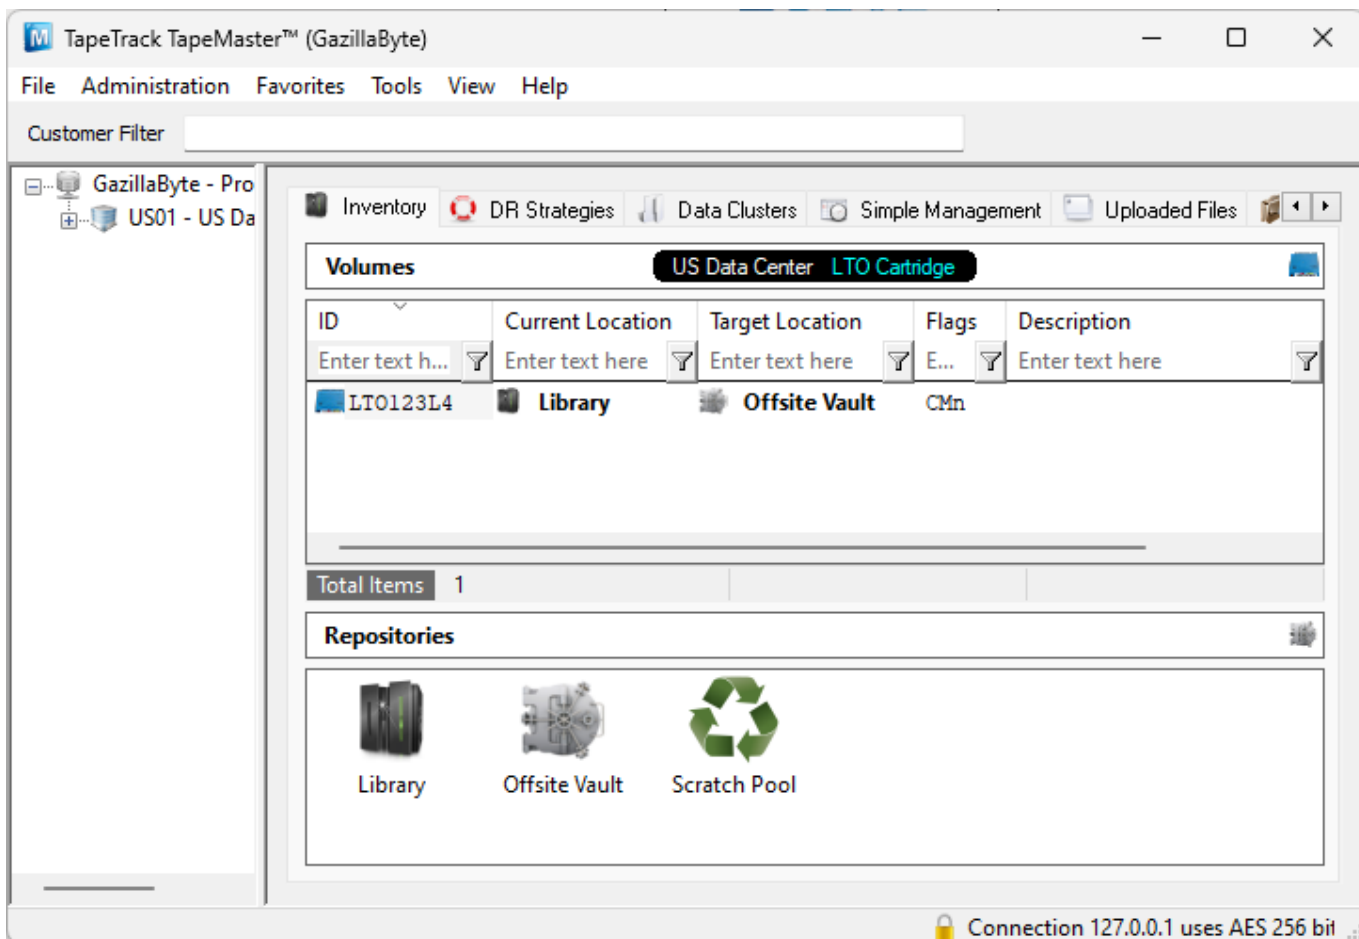 TapeTrack TapeMaster™ (GazillaByte)
File Administration Favorites Tools View Help
Customer Filter
GazillaByte - Pro
US01 - US Da
Inventory DR Strategies Data Clusters Simple Management Uploaded Files
Volumes US Data Center LTO Cartridge
ID Current Location Target Location Flags Description
Enter text h... Enter text here Enter text here E... Enter text here
LTO123L4 Library Offsite Vault CMn
Total Items 1
Repositories
Library Offsite Vault Scratch Pool
Connection 127.0.0.1 uses AES 256 bit